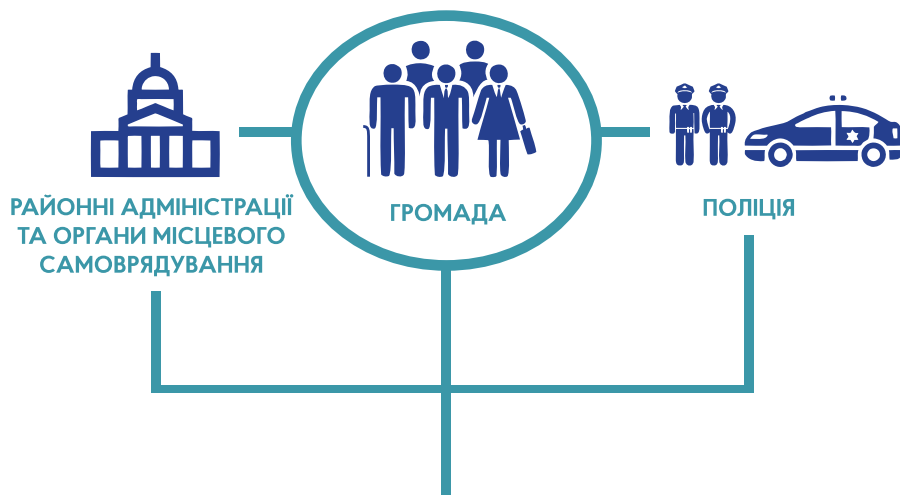 РАЙОННІ АДМІНІСТРАЦІЇ
ТА ОРГАНИ МІСЦЕВОГО
САМОВРЯДУВАННЯ
ГРОМАДА
ПОЛІЦІЯ